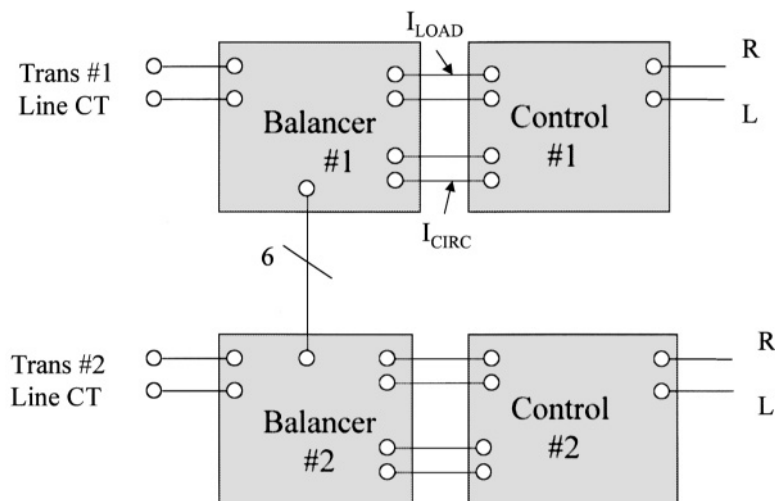 I_LOAD
Trans #1
Line CT
Balancer
#1
Control
#1
R
L
I_CIRC
6
Trans #2
Line CT
Balancer
#2
Control
#2
R
L